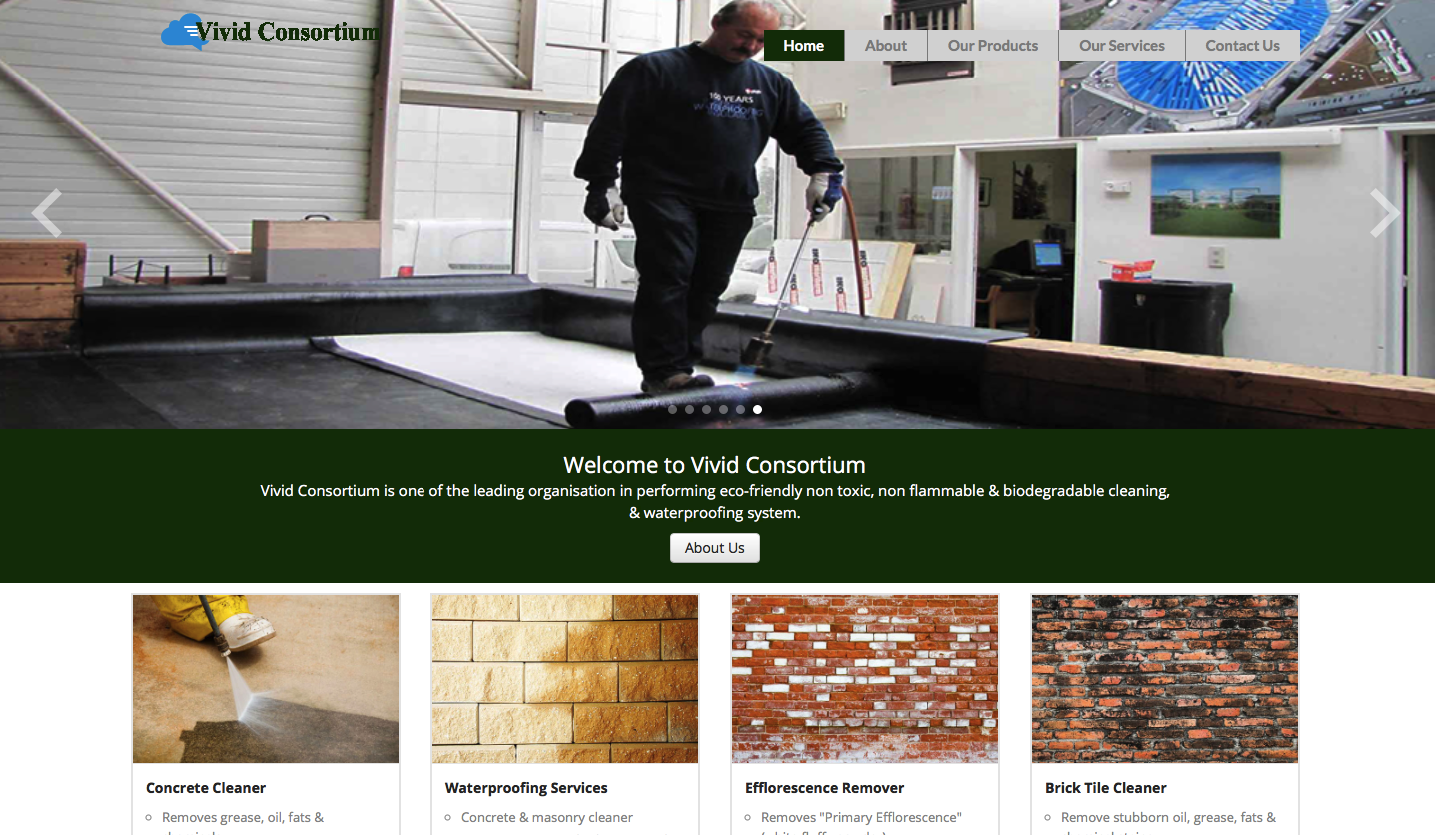 Vivid Consortium
Home
About
Our Products
Our Services
Contact Us
Welcome to Vivid Consortium
Vivid Consortium is one of the leading organisation in performing eco-friendly non toxic, non flammable & biodegradable cleaning,
& waterproofing system.
About Us
Concrete Cleaner
Removes grease, oil, fats &
Waterproofing Services
Concrete & masonry cleaner
Efflorescence Remover
Removes "Primary Efflorescence"
Brick Tile Cleaner
Remove stubborn oil, grease, fats &